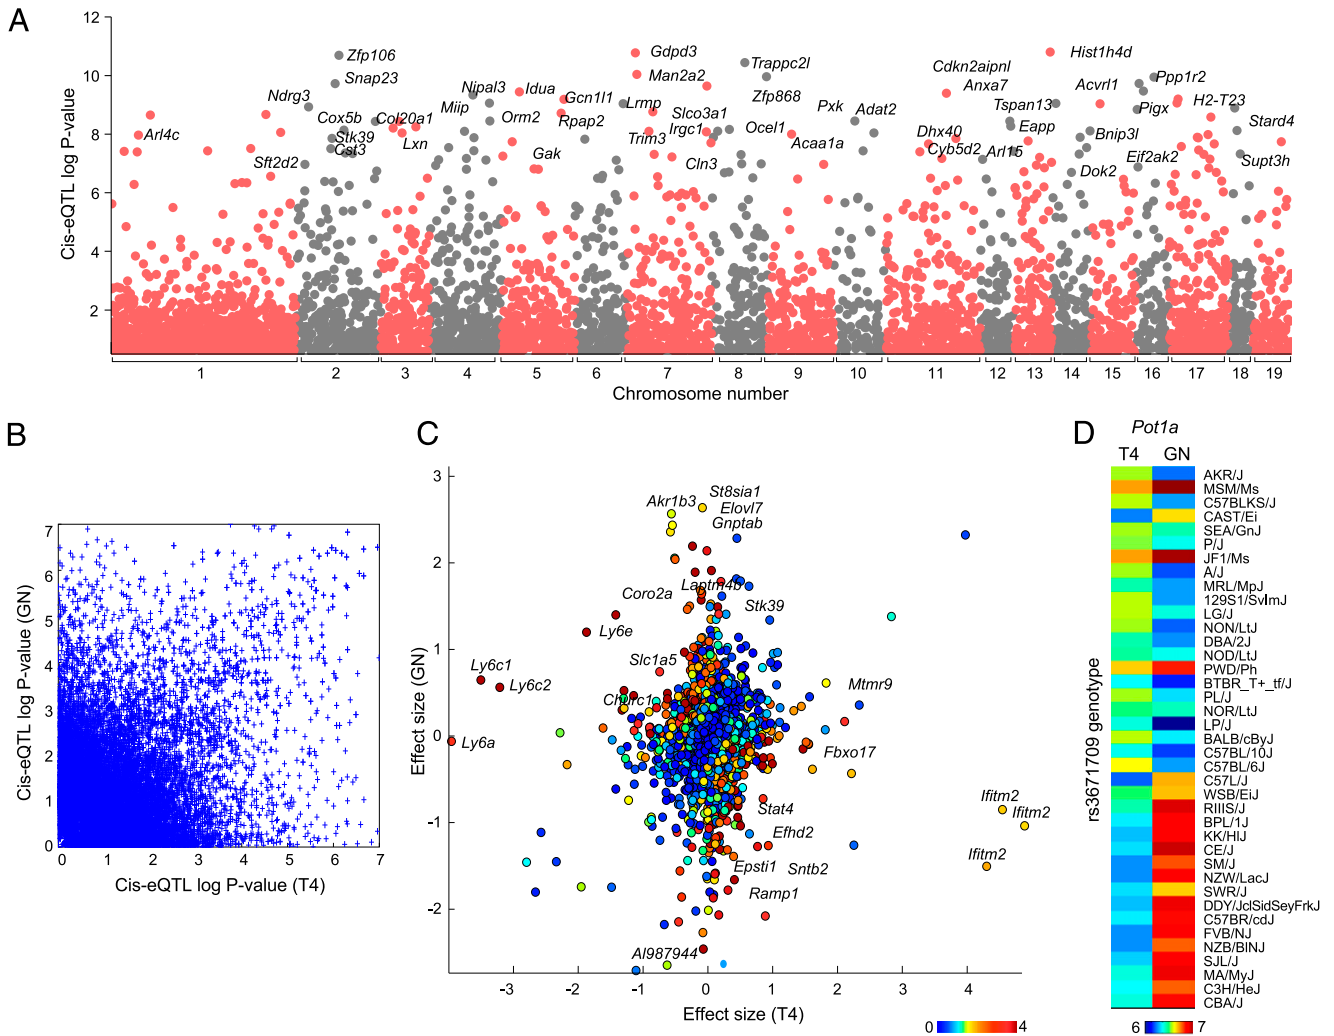 A
12
10
8
6
4
2
Cis-eQTL log P-value
Arl4c
Sft2d2
Ndrg3
Zfp106
Snap23
Cox5b
Stk39
Cst3
Col20a1
Lxn
Nipal3
Miip
Idua
Orm2
Gcn1l1
Rpap2
Gak
Gdpd3
Man2a2
Lrmp
Slco3a1
Trim3
Irgc1
Cln3
Trappc2l
Zfp868
Ocel1
Pxk
Acaa1a
Adat2
Cdkn2aipnl
Anxa7
Dhx40
Cyb5d2
Tspan13
Eapp
Arl15
Hist1h4d
Acvrl1
Bnip3l
Dok2
Ppp1r2
Pigx
Eif2ak2
H2-T23
Stard4
Supt3h
1 2 3 4 5 6 7 8 9 10 11 12 13 14 15 16 17 18 19
Chromosome number
B
7
6
5
4
3
2
1
0
Cis-eQTL log P-value (GN)
0 1 2 3 4 5 6 7
Cis-eQTL log P-value (T4)
C
3
2
1
0
-1
-2
Effect size (GN)
Akr1b3
St8sia1
Elovl7
Gnptab
Coro2a
Laptm4b
Stk39
Ly6e
Slc1a5
Ly6c1
Ly6c2
Churc1
Mtmr9
Ly6a
Fbxo17
Ifitm2
Ifitm2
Stat4
Efhd2
Ifitm2
Epsti1
Sntb2
Ramp1
AI987944
-3 -2 -1 0 1 2 3 4
Effect size (T4)
0 4
D
Pot1a
T4 GN
rs3671709 genotype
AKR/J
MSM/Ms
C57BLKS/J
CAST/Ei
SEA/GnJ
P/J
JF1/Ms
A/J
MRL/MpJ
129S1/SvImJ
LG/J
NON/LtJ
DBA/2J
NOD/LtJ
PWD/Ph
BTBR_T+_tf/J
PL/J
NOR/LtJ
LP/J
BALB/cByJ
C57BL/10J
C57BL/6J
C57L/J
WSB/EiJ
RIIIS/J
BPL/1J
KK/HlJ
CE/J
SM/J
NZW/LacJ
SWR/J
DDY/JclSidSeyFrkJ
C57BR/cdJ
FVB/NJ
NZB/BlNJ
SJL/J
MA/MyJ
C3H/HeJ
CBA/J
6 7